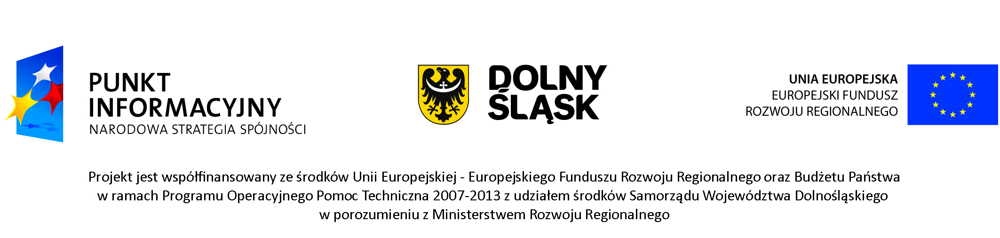 PUNKT
INFORMACYJNY
NARODOWA STRATEGIA SPÓJNOŚCI
DOLNY
ŚLĄSK
UNIA EUROPEJSKA
EUROPEJSKI FUNDUSZ
ROZWOJU REGIONALNEGO
Projekt jest współfinansowany ze środków Unii Europejskiej - Europejskiego Funduszu Rozwoju Regionalnego oraz Budżetu Państwa
w ramach Programu Operacyjnego Pomoc Techniczna 2007-2013 z udziałem środków Samorządu Województwa Dolnośląskiego
w porozumieniu z Ministerstwem Rozwoju Regionalnego